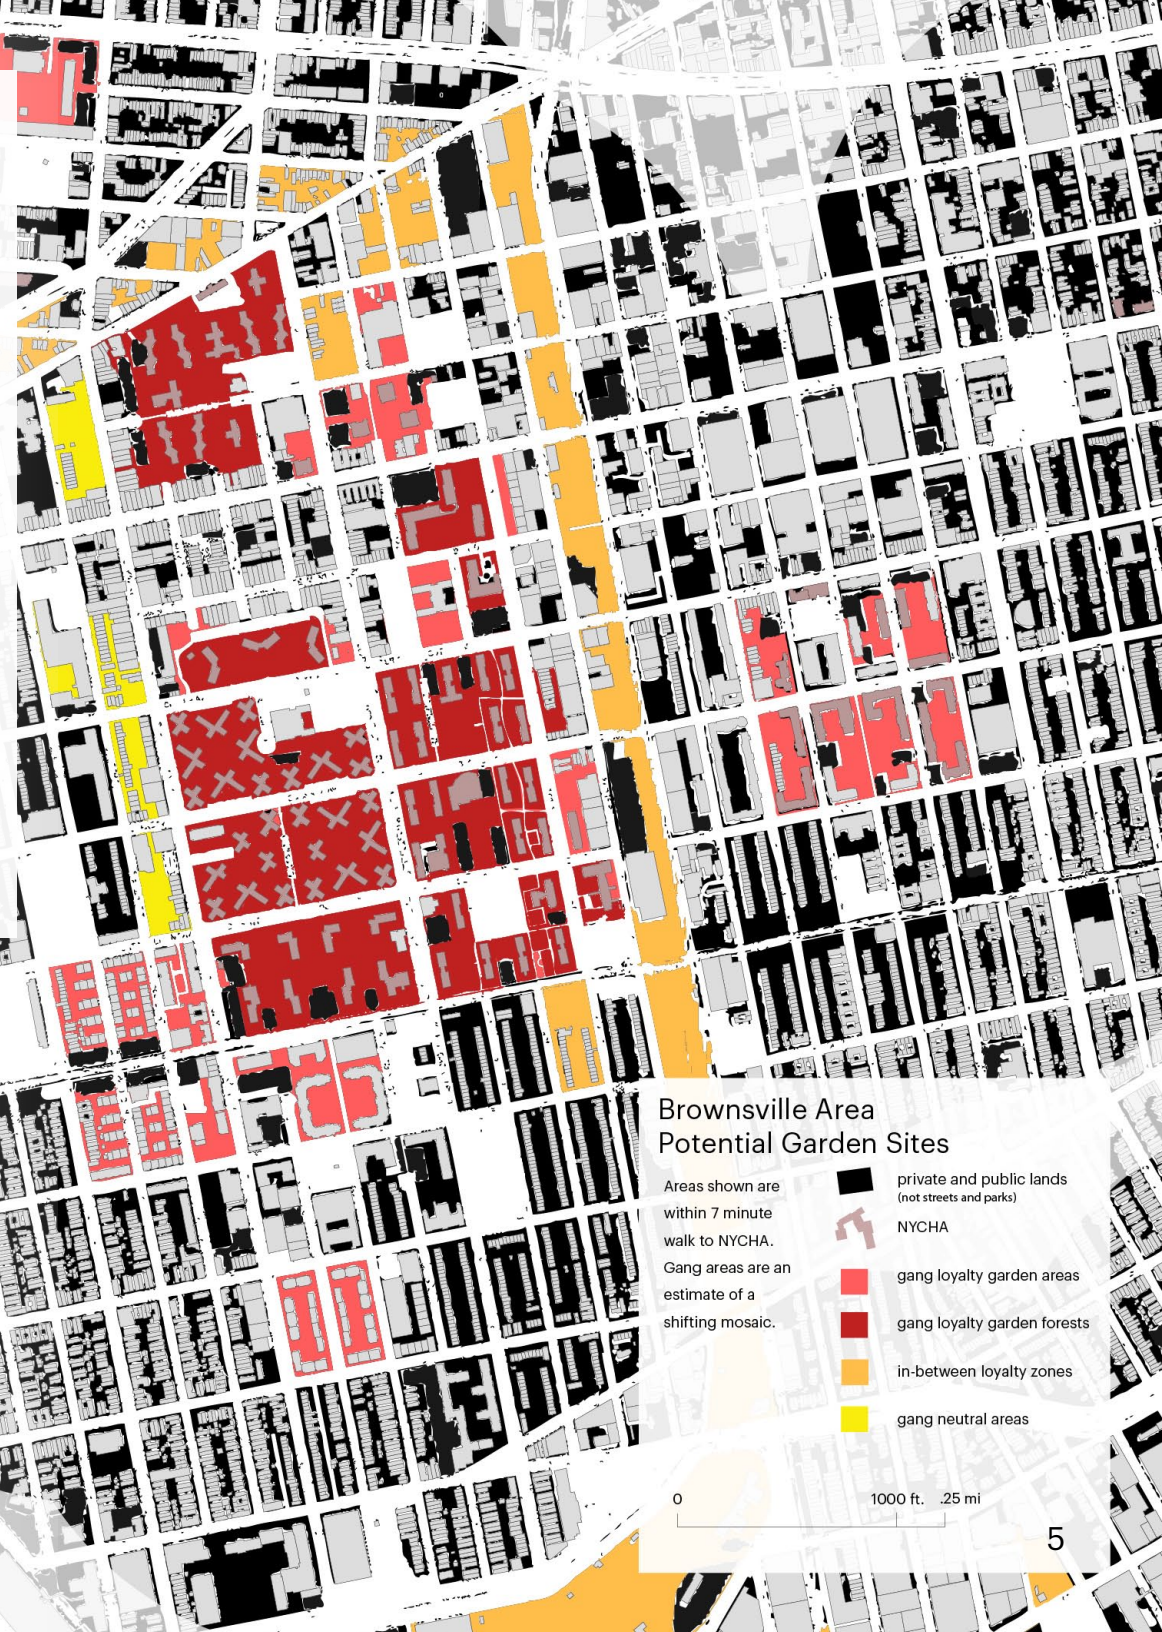 Brownsville Area
Potential Garden Sites
Areas shown are
within 7 minute
walk to NYCHA.
Gang areas are an
estimate of a
shifting mosaic.
private and public lands
(not streets and parks)
NYCHA
gang loyalty garden areas
gang loyalty garden forests
in-between loyalty zones
gang neutral areas
0 1000 ft. .25 mi
5